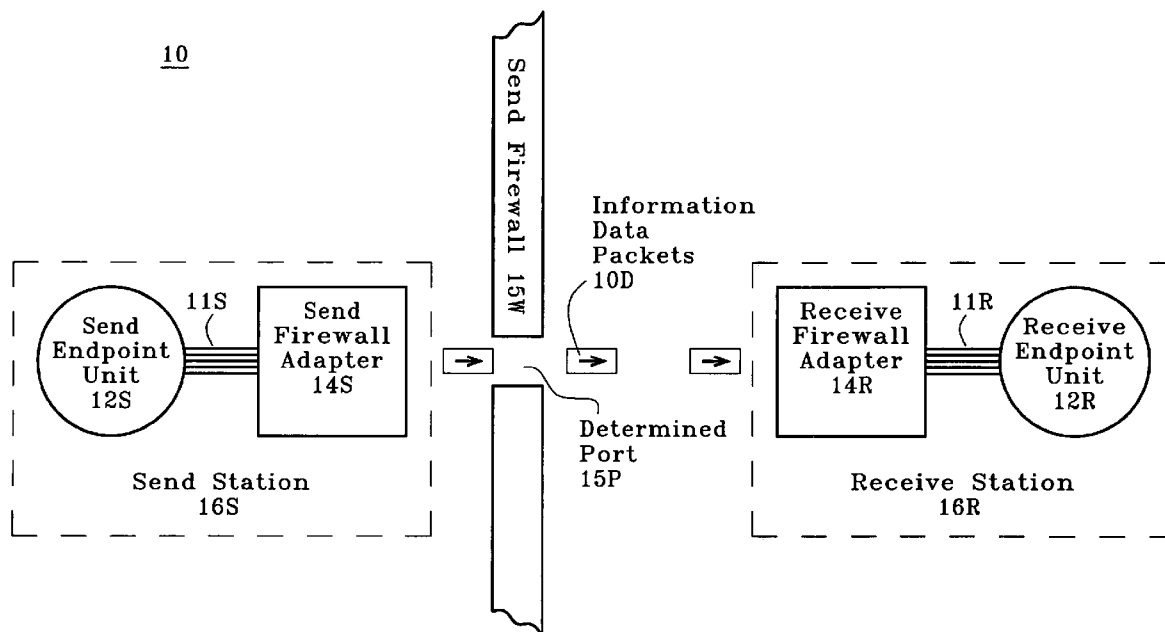 10
Send Firewall 15W
Information
Data
Packets
10D
11S
Send
Endpoint
Unit
12S
Send
Firewall
Adapter
14S
Send Station
16S
Determined
Port
15P
Receive
Firewall
Adapter
14R
11R
Receive
Endpoint
Unit
12R
Receive Station
16R